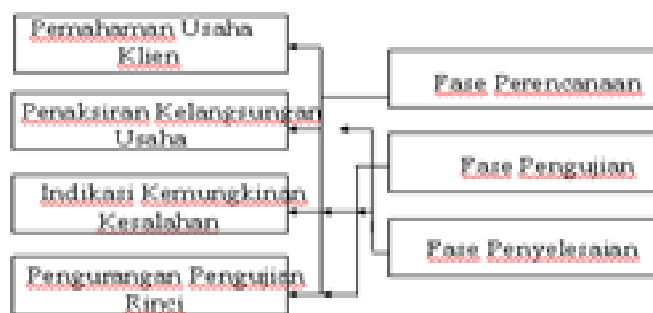 Pemahaman Usaha
Klien
Penaksiran Kelangsungan
Usaha
Indikasi Kemungkinan
Kesalahan
Pengurangan Pengujian
Rinci
Fase Perencanaan
Fase Pengujian
Fase Penyelesaian